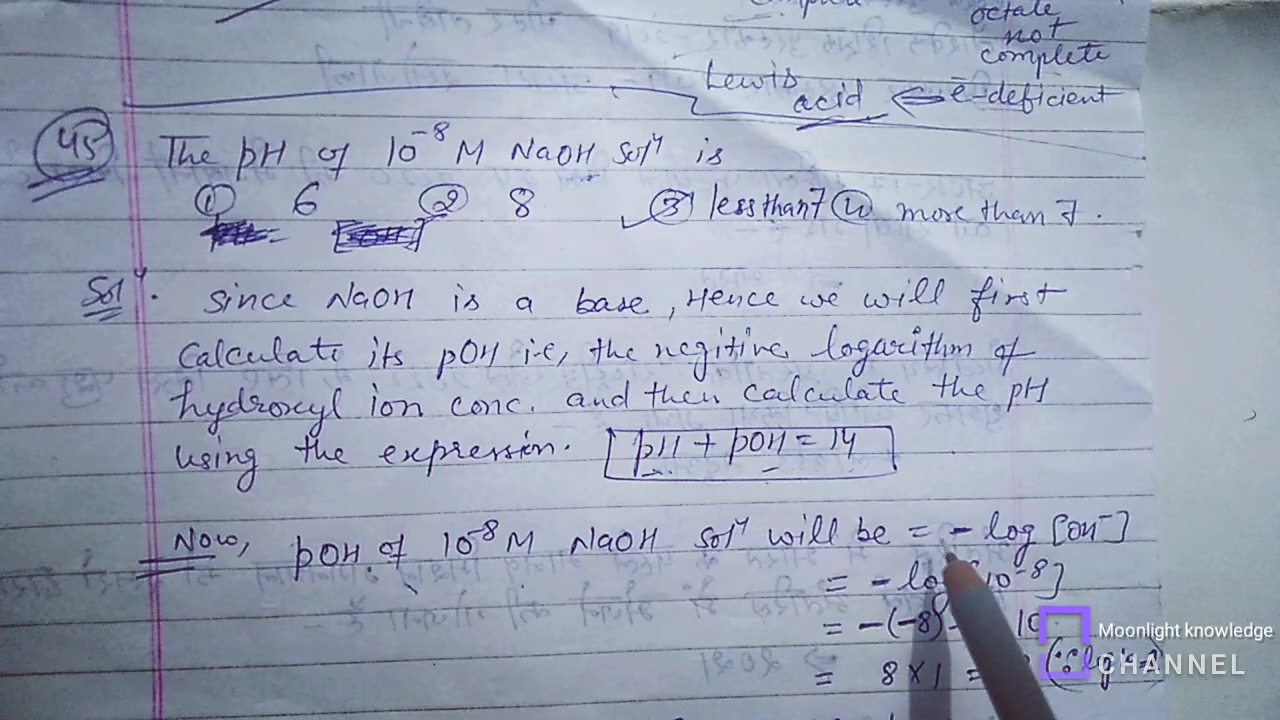 octate
not
complete
Lewis
acid ⇐ e⁻-deficient
45 The pH of 10⁻⁸ M NaOH Solⁿ is
① 6 ② 8 ✓③ less than 7 ④ more than 7.
Sol. Since NaOH is a base, Hence we will first
Calculate its pOH i.e, the negitive logarithm of
hydroxyl ion conc. and then calculate the pH
using the expression. pH + pOH = 14
Now, pOH of 10⁻⁸ M NaOH Solⁿ will be = - log [OH⁻]
= - log 10⁻⁸]
= -(-8) 10
= 8 × 1 =
Moonlight knowledge
CHANNEL